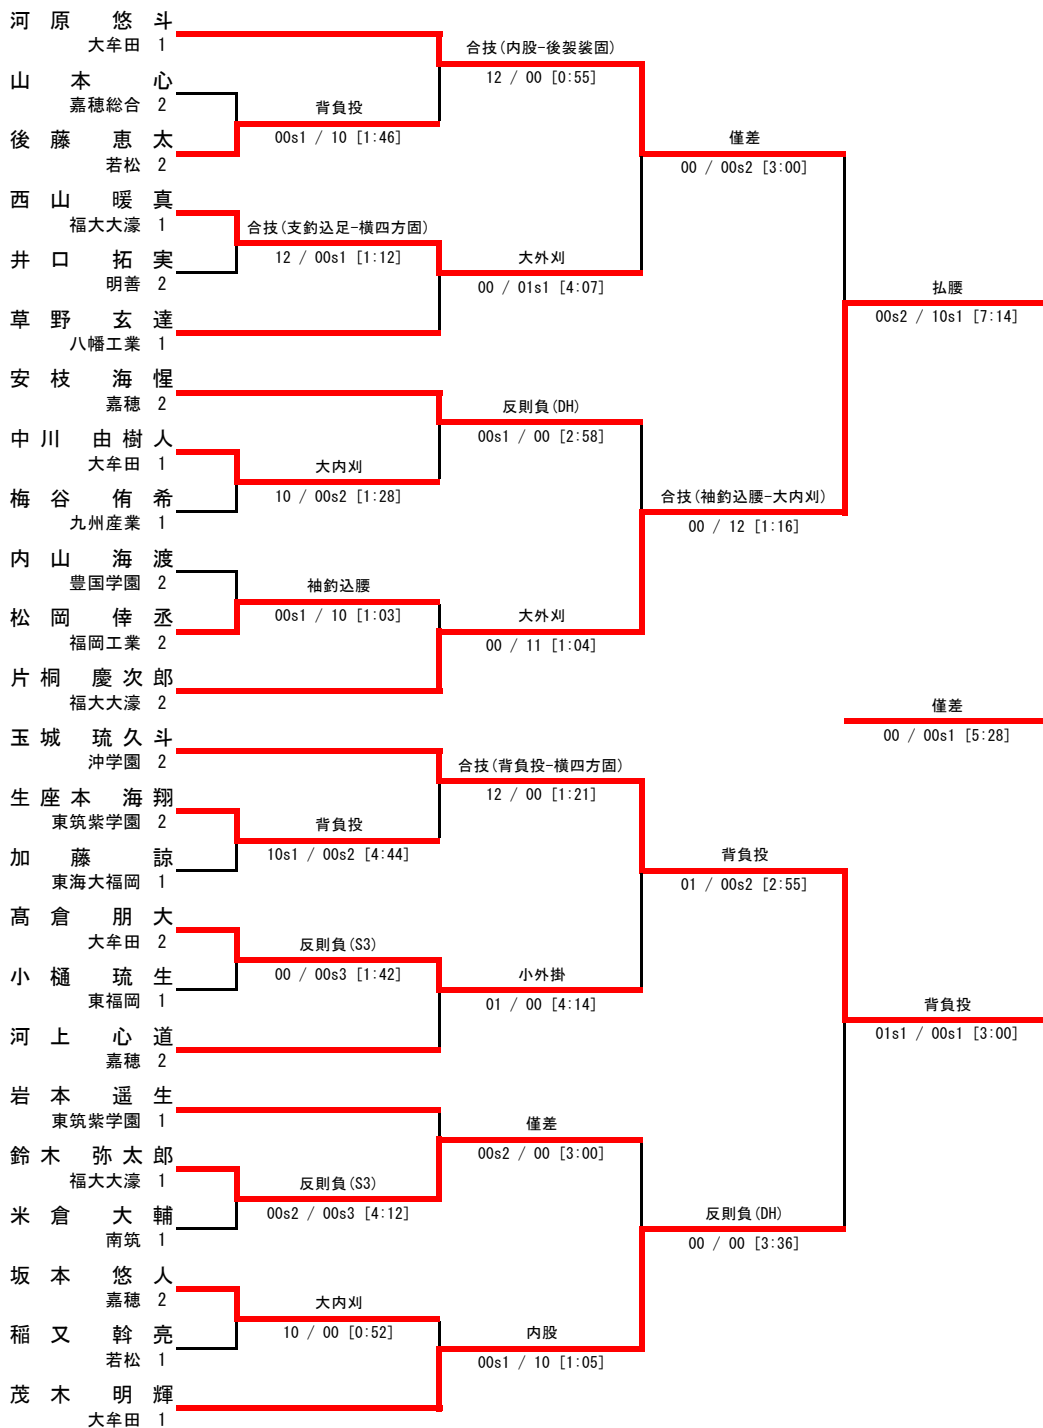 河原 悠斗
大牟田 1
山本 心
嘉穂総合 2
後藤 恵太
若松 2
西山 暖真
福大大濠 1
井口 拓実
明善 2
草野 玄達
八幡工業 1
安枝 海惺
嘉穂 2
中川 由樹人
大牟田 1
梅谷 侑希
九州産業 1
内山 海渡
豊国学園 2
松岡 倖丞
福岡工業 2
片桐 慶次郎
福大大濠 2
玉城 琉久斗
沖学園 2
生座本 海翔
東筑紫学園 2
加藤 諒
東海大福岡 1
髙倉 朋大
大牟田 2
小樋 琉生
東福岡 1
河上 心道
嘉穂 2
岩本 遥生
東筑紫学園 1
鈴木 弥太郎
福大大濠 1
米倉 大輔
南筑 1
坂本 悠人
嘉穂 2
稲又 斡亮
若松 1
茂木 明輝
大牟田 1
背負投
00s1 / 10 [1:46]
合技(支釣込足-横四方固)
12 / 00s1 [1:12]
大内刈
10 / 00s2 [1:28]
袖釣込腰
00s1 / 10 [1:03]
背負投
10s1 / 00s2 [4:44]
反則負(S3)
00 / 00s3 [1:42]
反則負(S3)
00s2 / 00s3 [4:12]
大内刈
10 / 00 [0:52]
合技(内股-後袈裟固)
12 / 00 [0:55]
大外刈
00 / 01s1 [4:07]
反則負(DH)
00s1 / 00 [2:58]
大外刈
00 / 11 [1:04]
合技(背負投-横四方固)
12 / 00 [1:21]
小外掛
01 / 00 [4:14]
僅差
00s2 / 00 [3:00]
内股
00s1 / 10 [1:05]
僅差
00 / 00s2 [3:00]
合技(袖釣込腰-大内刈)
00 / 12 [1:16]
背負投
01 / 00s2 [2:55]
反則負(DH)
00 / 00 [3:36]
払腰
00s2 / 10s1 [7:14]
僅差
00 / 00s1 [5:28]
背負投
01s1 / 00s1 [3:00]